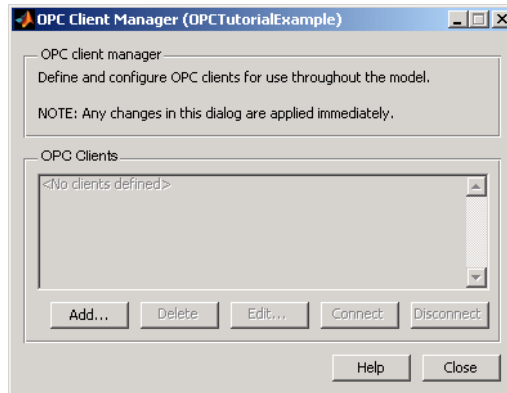 OPC Client Manager (OPCTutorialExample)
OPC client manager
Define and configure OPC clients for use throughout the model.
NOTE: Any changes in this dialog are applied immediately.
OPC Clients
<No clients defined>
Add... Delete Edit... Connect Disconnect
Help Close